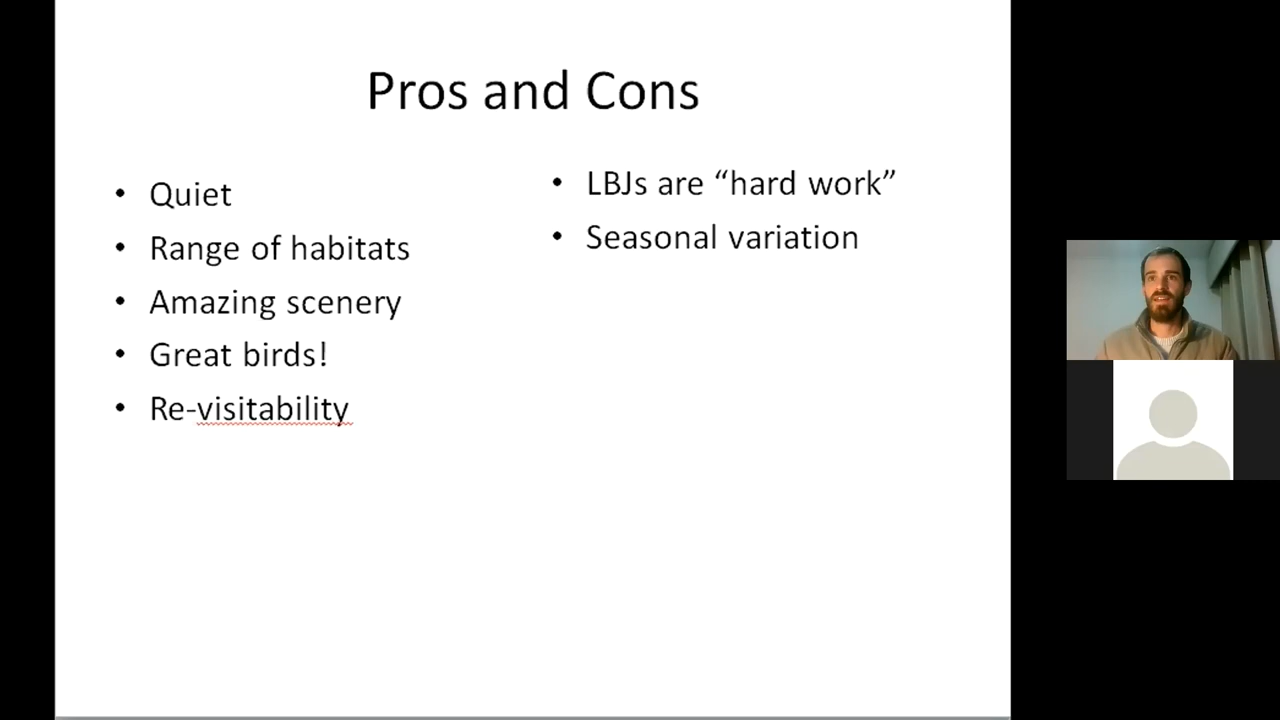 Pros and Cons
• Quiet
• Range of habitats
• Amazing scenery
• Great birds!
• Re-visitability
• LBJs are “hard work”
• Seasonal variation